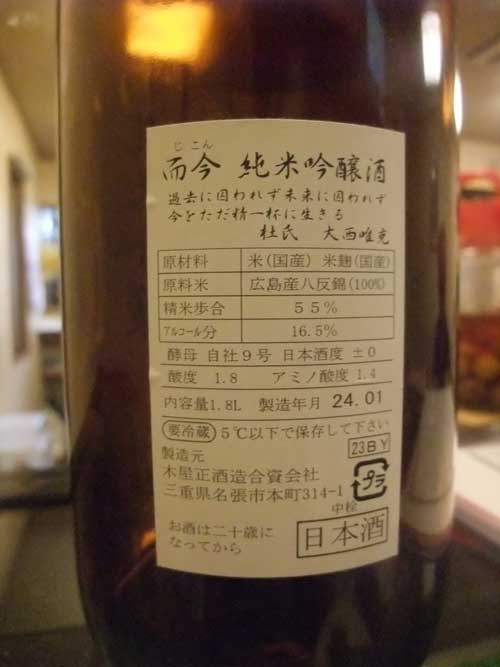 じこん
而今 純米吟醸酒
過去に囚われず未来に囚われず
今をただ精一杯に生きる
杜氏 大西唯克
原材料 米(国産) 米麹(国産)
原料米 広島産八反錦(100%)
精米歩合 55%
アルコール分 16.5%
酵母 自社9号 日本酒度 ±0
酸度 1.8 アミノ酸度 1.4
内容量1.8L 製造年月 24.01
要冷蔵 5℃以下で保存して下さい
23BY
製造元
木屋正酒造合資会社
三重県名張市本町314-1
プラ
中栓
お酒は二十歳に
なってから
日本酒